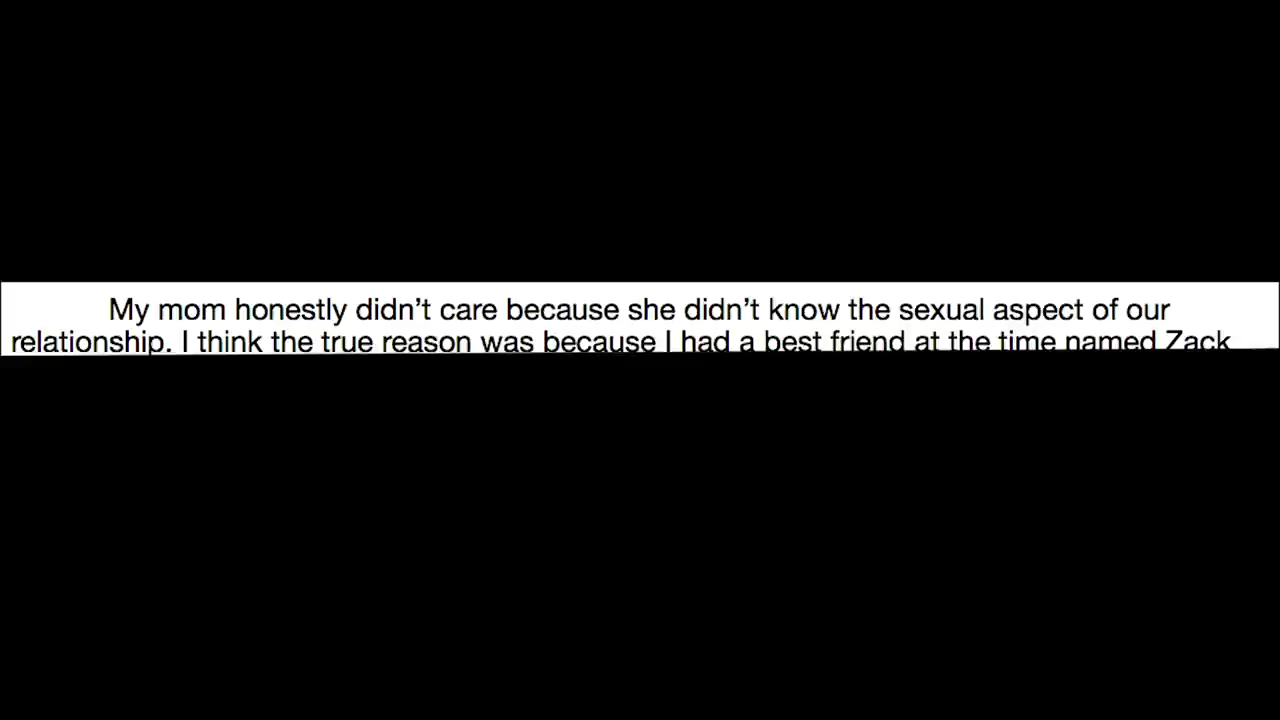 My mom honestly didn’t care because she didn’t know the sexual aspect of our
relationship. I think the true reason was because I had a best friend at the time named Zack